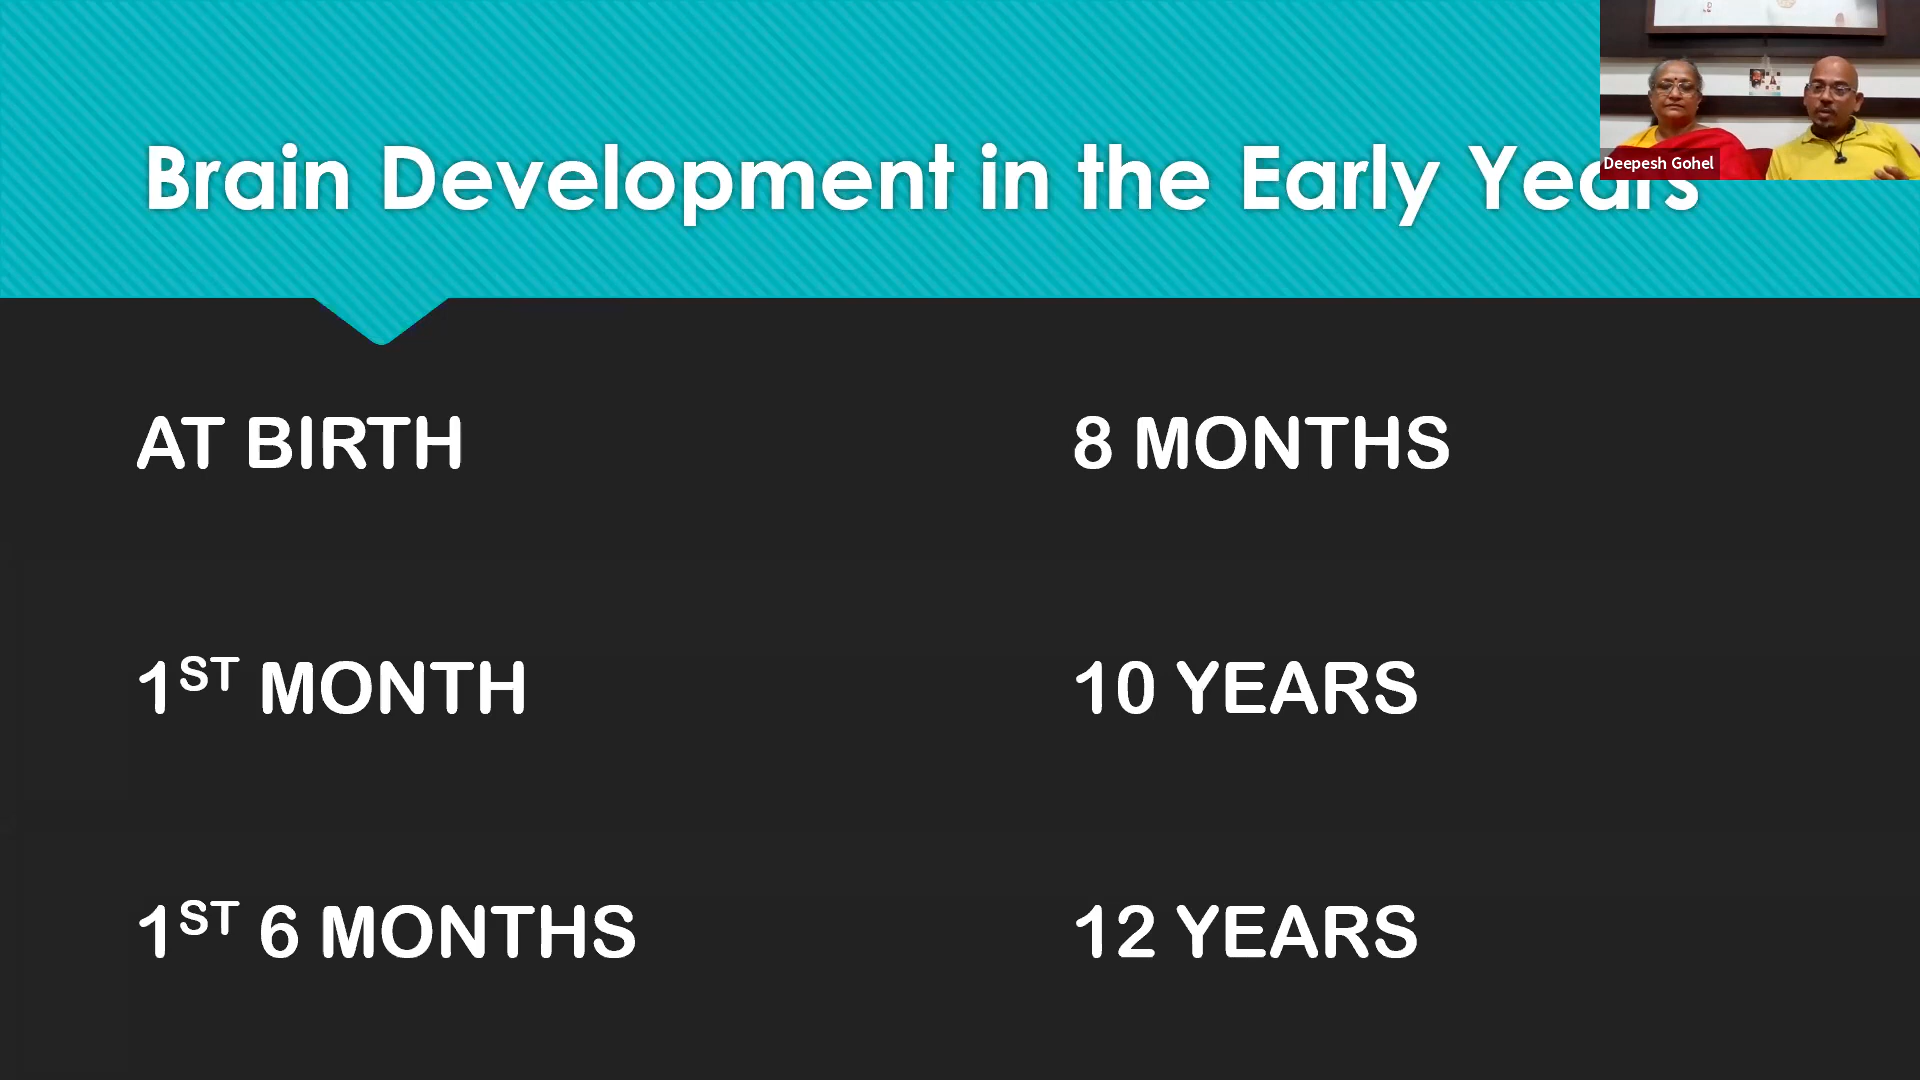 Brain Development in the Early Years
Deepesh Gohel
AT BIRTH
8 MONTHS
1ST MONTH
10 YEARS
1ST 6 MONTHS
12 YEARS